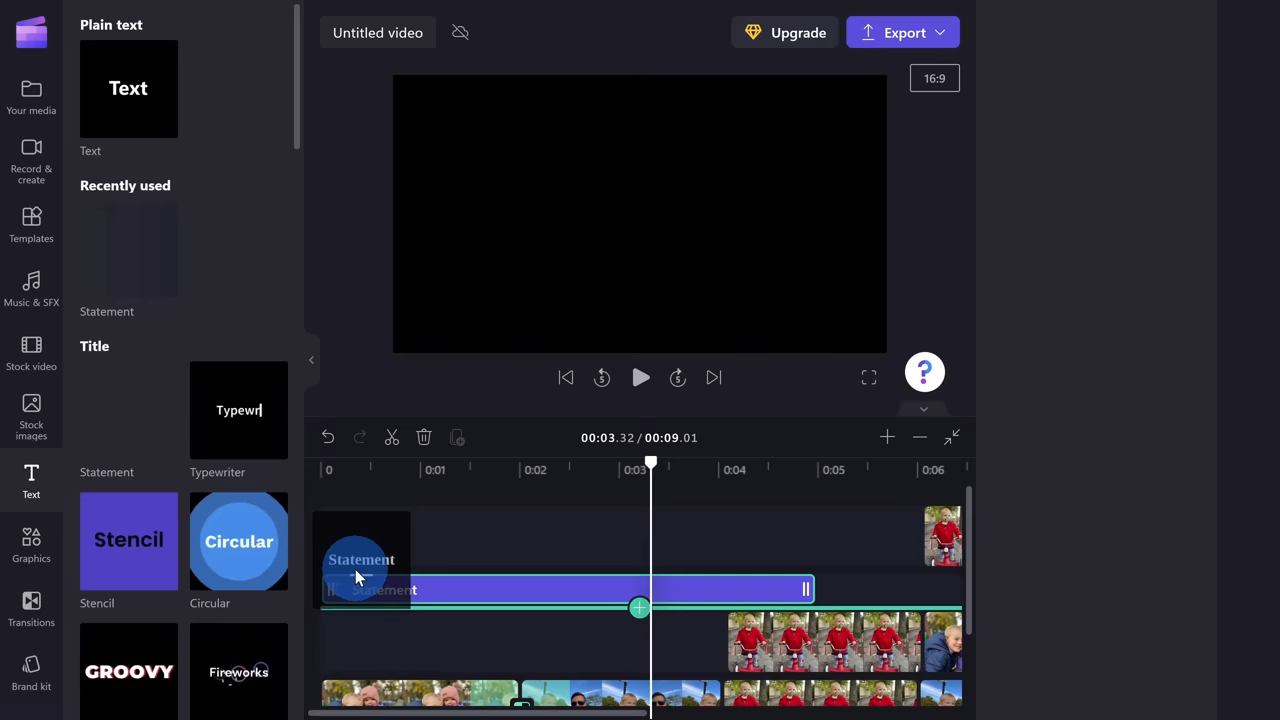 Plain text
Text
Text
Recently used
Statement
Title
Typewr
Statement
Typewriter
Stencil
Circular
Stencil
Circular
GROOVY
Fireworks
Your media
Record &
create
Templates
Music & SFX
Stock video
Stock
images
Text
Graphics
Transitions
Brand kit
Untitled video
Upgrade
Export
16:9
5
5
?
00:03.32 / 00:09.01
0
0:01
0:02
0:03
0:04
0:05
0:06
Statement
Statement